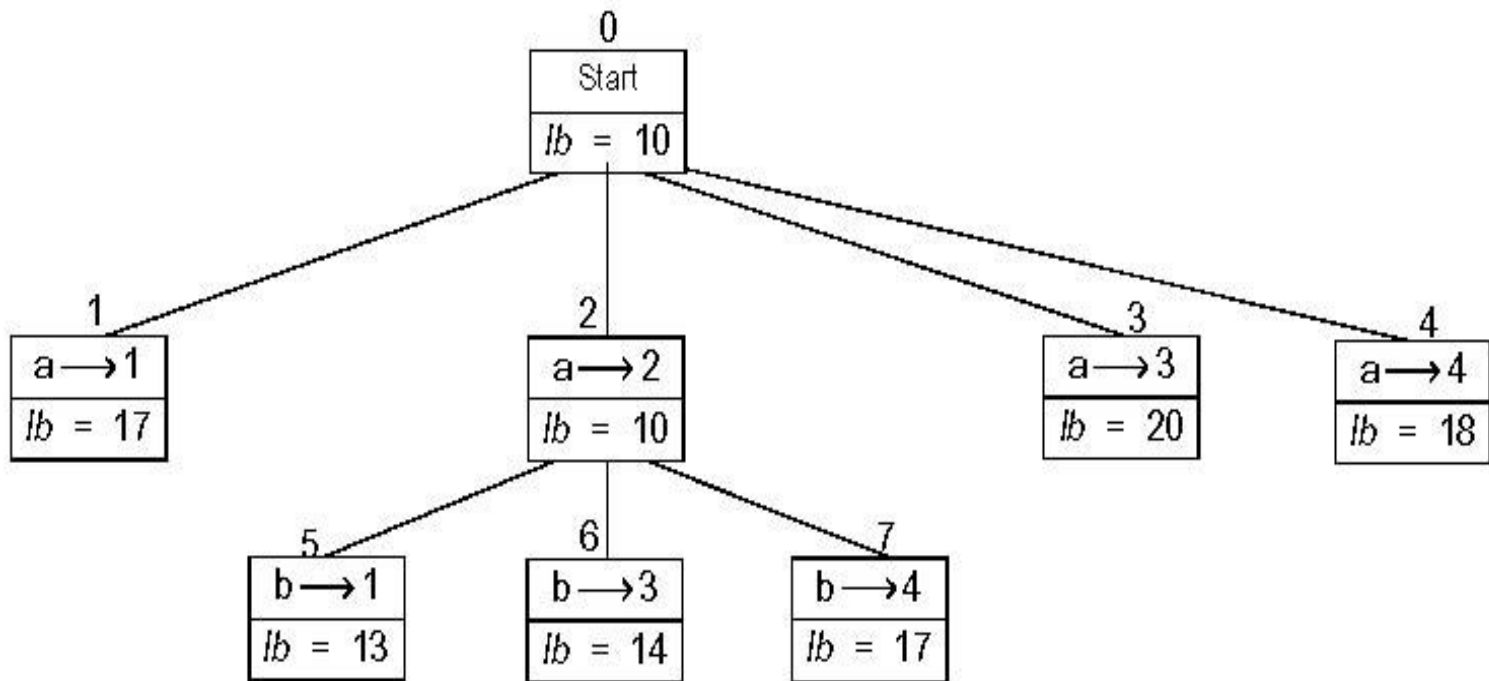 0
Start
lb = 10
1
a→1
lb = 17
2
a→2
lb = 10
3
a→3
lb = 20
4
a→4
lb = 18
5
b→1
lb = 13
6
b→3
lb = 14
7
b→4
lb = 17